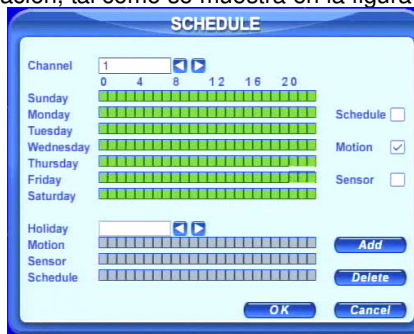 ación, tal como se muestra en la figura
SCHEDULE
Channel 1
0 4 8 12 16 20
Sunday
Monday Schedule
Tuesday
Wednesday Motion
Thursday
Friday Sensor
Saturday
Holiday
Motion Add
Sensor
Schedule Delete
OK Cancel